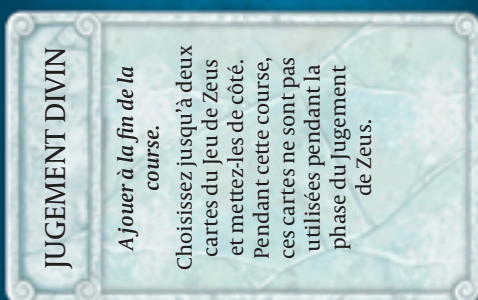 JUGEMENT DIVIN
A jouer à la fin de la
course.
Choisissez jusqu'à deux
cartes du Jeu de Zeus
et mettez-les de côté.
Pendant cette course,
ces cartes ne sont pas
utilisées pendant la
phase du Jugement
de Zeus.